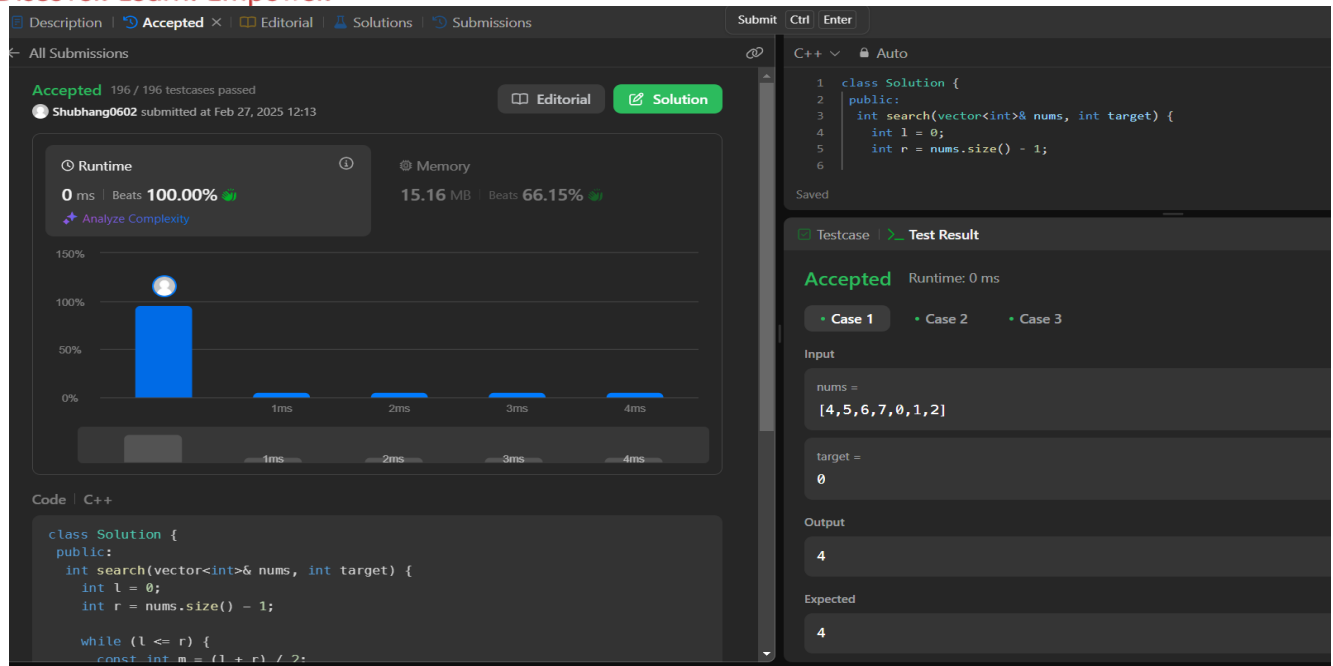 Discover. Learn. Empower.
Description | Accepted × | Editorial | Solutions | Submissions
Submit Ctrl Enter
← All Submissions
Accepted 196 / 196 testcases passed
Shubhang0602 submitted at Feb 27, 2025 12:13
Editorial
Solution
Runtime
0 ms | Beats 100.00%
Analyze Complexity
Memory
15.16 MB | Beats 66.15%
150%
100%
50%
0%
1ms 2ms 3ms 4ms
1ms 2ms 3ms 4ms
Code | C++
class Solution {
public:
int search(vector<int>& nums, int target) {
int l = 0;
int r = nums.size() - 1;
while (l <= r) {
const int m = (l + r) / 2;
C++ Auto
1 class Solution {
2 public:
3 int search(vector<int>& nums, int target) {
4 int l = 0;
5 int r = nums.size() - 1;
6
Saved
Testcase | >_ Test Result
Accepted Runtime: 0 ms
• Case 1 • Case 2 • Case 3
Input
nums =
[4,5,6,7,0,1,2]
target =
0
Output
4
Expected
4